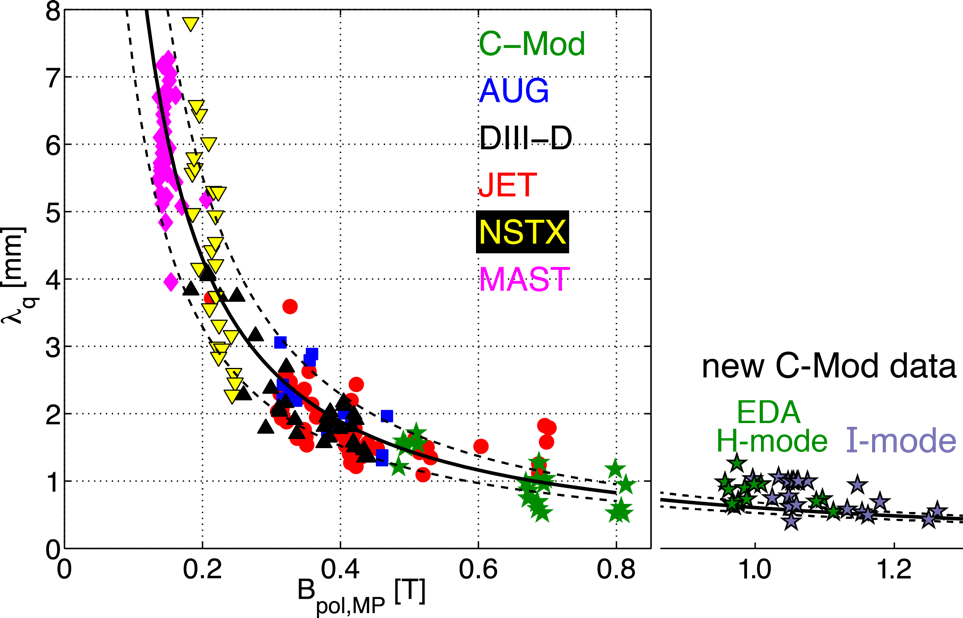 8
7
6
5
4
3
2
1
0
λq [mm]
C−Mod
AUG
DIII−D
JET
NSTX
MAST
0 0.2 0.4 0.6 0.8
Bpol,MP [T]
new C-Mod data
EDA
H-mode I-mode
1.0 1.2